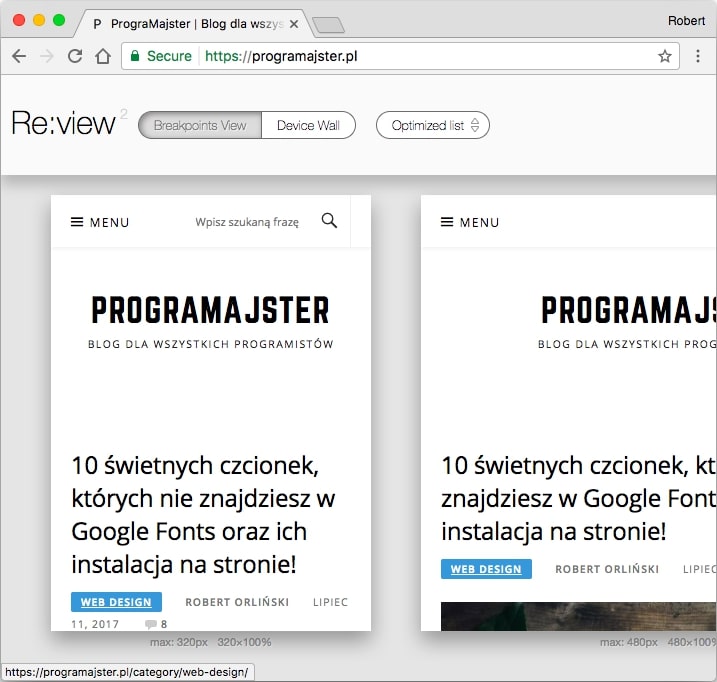 P PrograMajster | Blog dla wszys
Robert
Secure https://programajster.pl
Re:view 2
Breakpoints View Device Wall Optimized list
MENU Wpisz szukaną frazę
PROGRAMAJSTER
BLOG DLA WSZYSTKICH PROGRAMISTÓW
10 świetnych czcionek,
których nie znajdziesz w
Google Fonts oraz ich
instalacja na stronie!
WEB DESIGN ROBERT ORLIŃSKI LIPIEC
11, 2017 8
max: 320px 320×100%
MENU
PROGRAMAJS
BLOG DLA WSZYSTKICH PROG
10 świetnych czcionek, kt
znajdziesz w Google Font
instalacja na stronie!
WEB DESIGN ROBERT ORLIŃSKI LIPIEC
max: 480px 480×100%
https://programajster.pl/category/web-design/